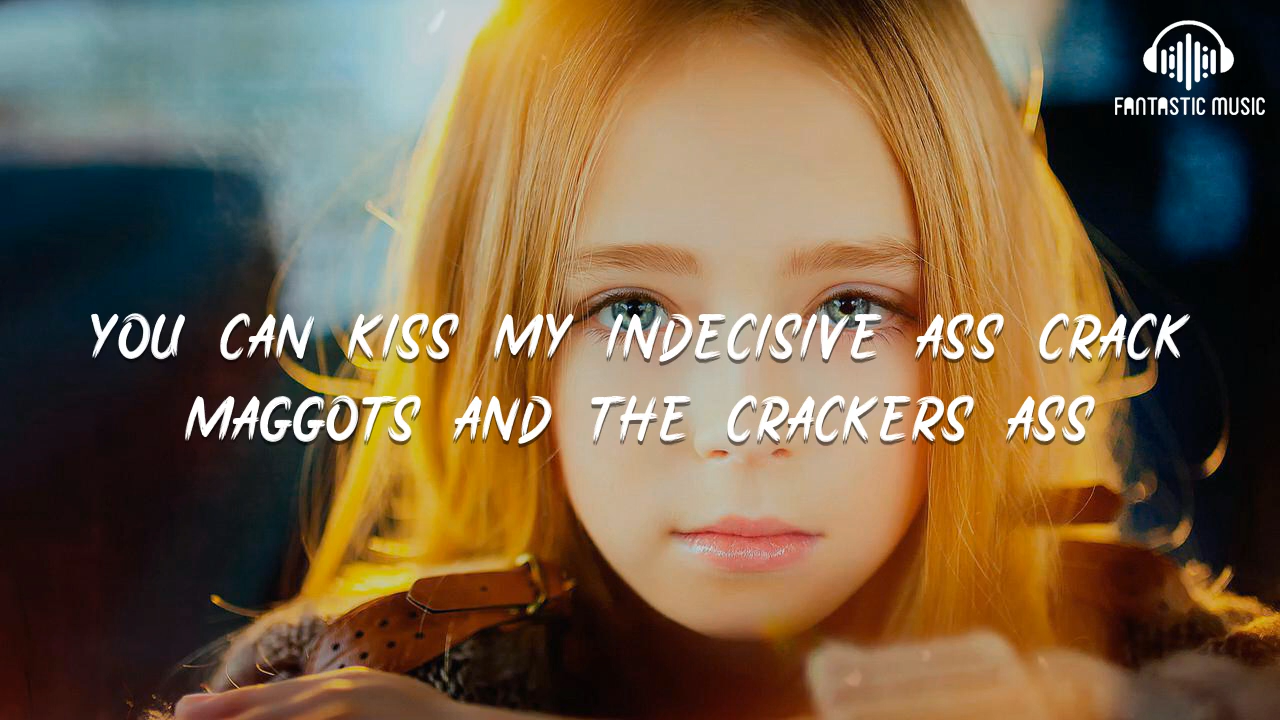 FANTASTIC MUSIC
YOU CAN KISS MY INDECISIVE ASS CRACK
MAGGOTS AND THE CRACKERS ASS